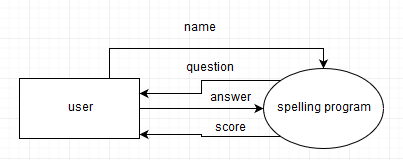 name
question
user
answer
spelling program
score